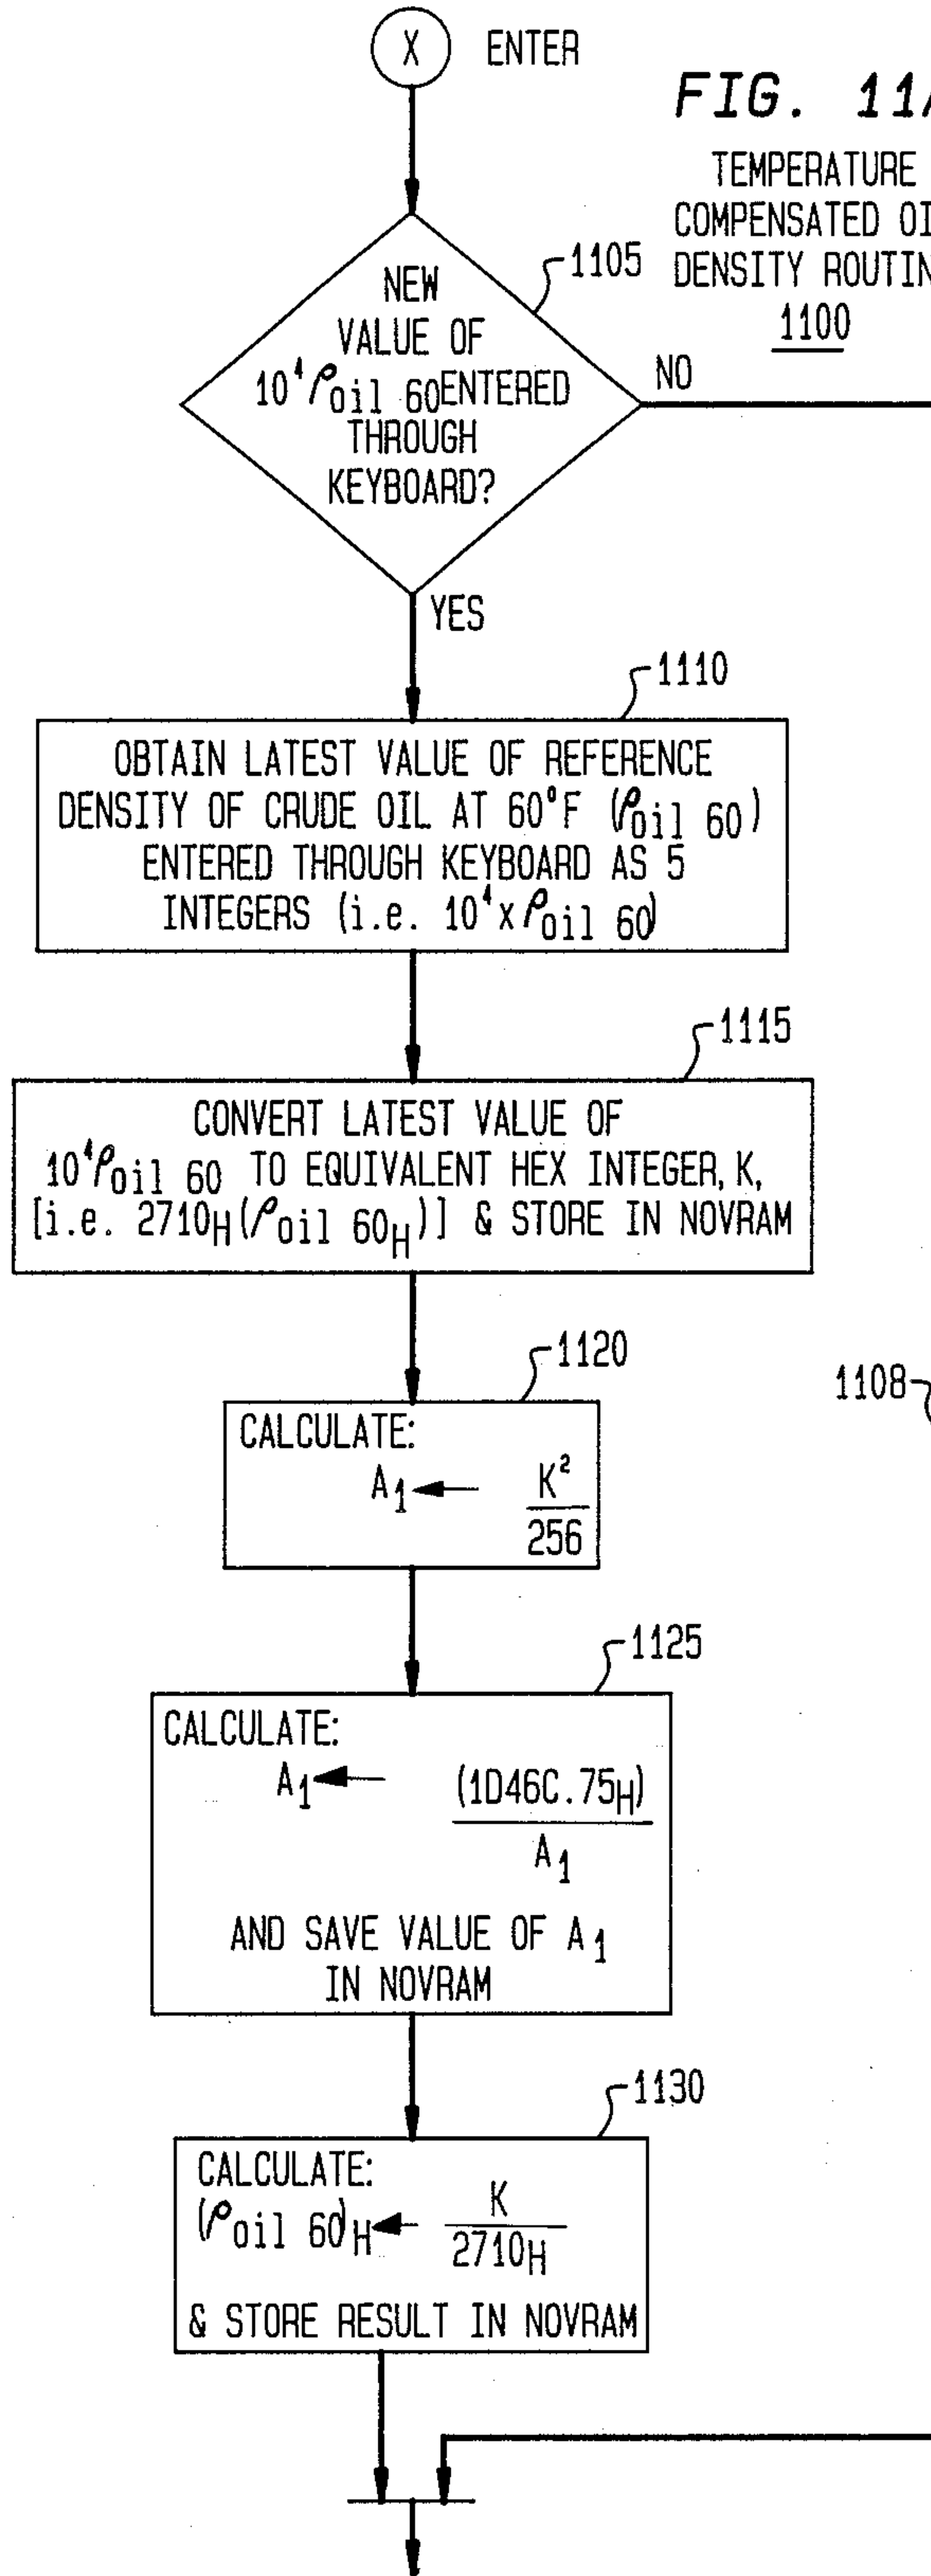 X ENTER
FIG. 11A
TEMPERATURE
COMPENSATED OI
DENSITY ROUTIN
1100
1105
NEW
VALUE OF
10⁴ρoil 60 ENTERED
THROUGH
KEYBOARD?
NO
YES
1110
OBTAIN LATEST VALUE OF REFERENCE
DENSITY OF CRUDE OIL AT 60°F (ρoil 60)
ENTERED THROUGH KEYBOARD AS 5
INTEGERS (i.e. 10⁴ x ρoil 60)
1115
CONVERT LATEST VALUE OF
10⁴ρoil 60 TO EQUIVALENT HEX INTEGER, K,
[i.e. 2710H(ρoil 60H)] & STORE IN NOVRAM
1120
CALCULATE:
A1 ← K²/256
1108
1125
CALCULATE:
A1 ← (1D46C.75H)/A1
AND SAVE VALUE OF A1
IN NOVRAM
1130
CALCULATE:
(ρoil 60)H ← K/2710H
& STORE RESULT IN NOVRAM